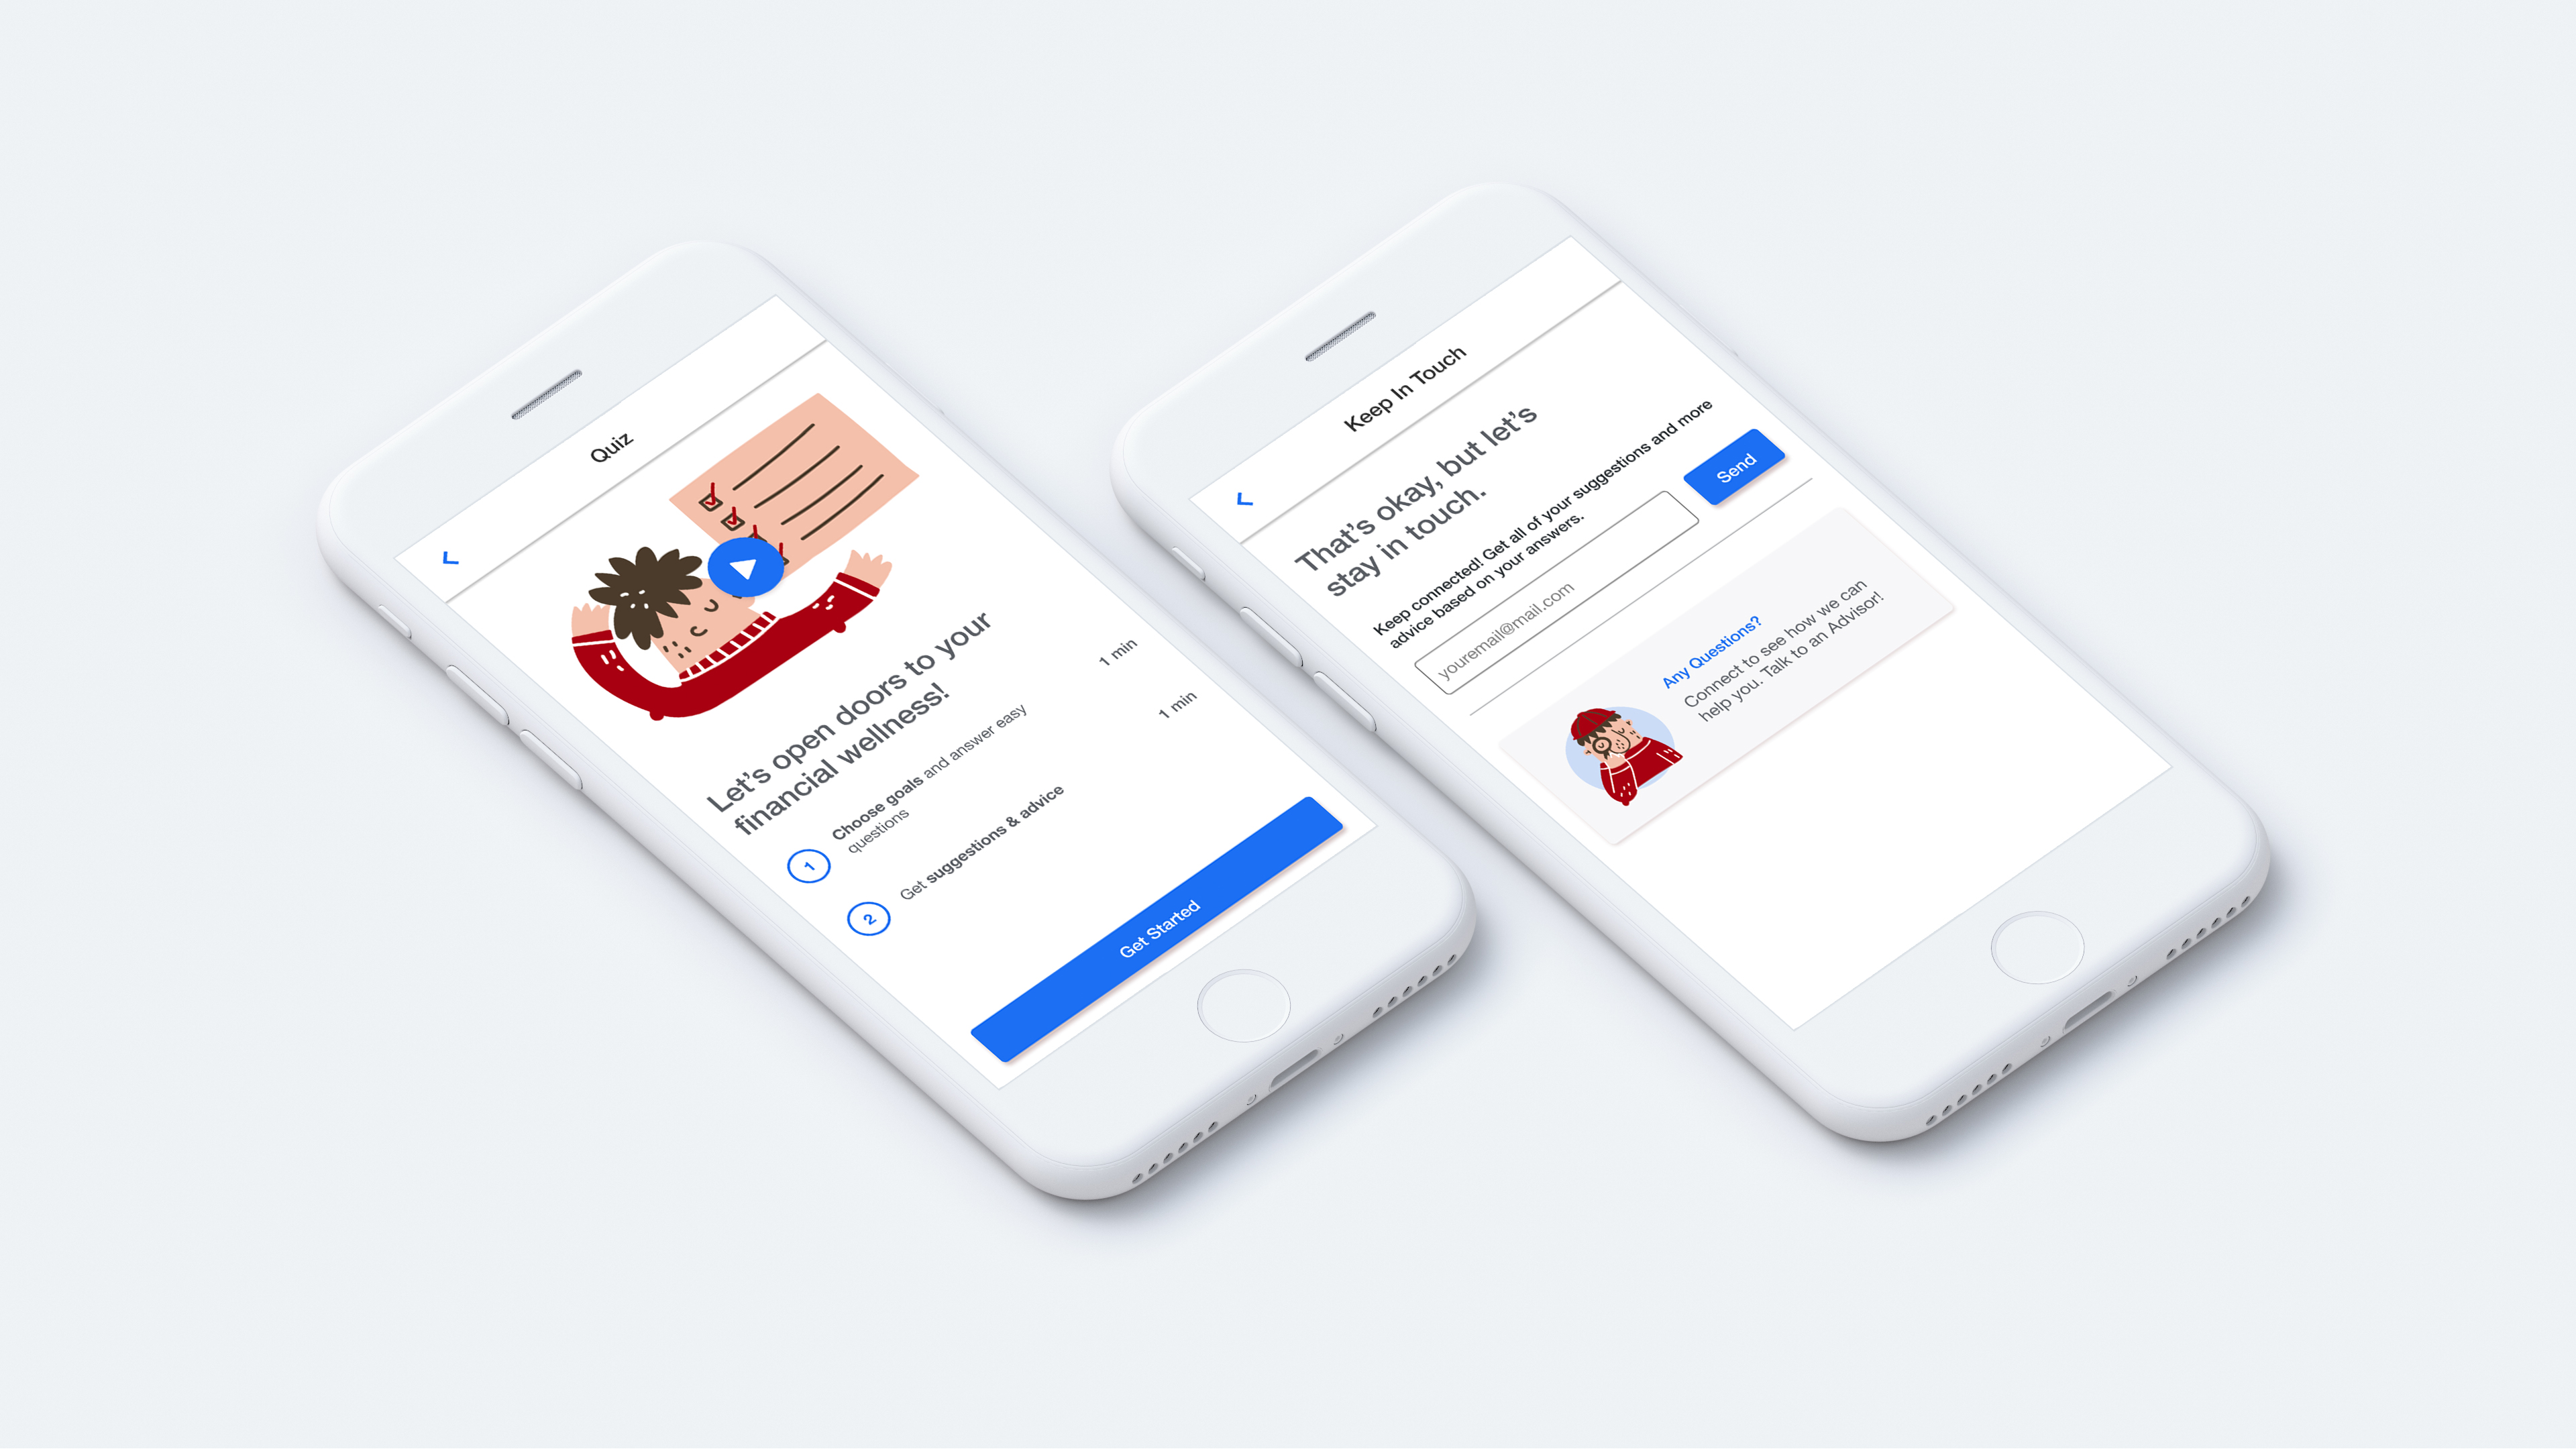 Quiz
Let's open doors to your
financial wellness!
1
Choose goals and answer easy
questions
1 min
2
Get suggestions & advice
1 min
Get Started
Keep In Touch
That's okay, but let's
stay in touch.
Keep connected! Get all of your suggestions and more
advice based on your answers.
youremail@mail.com
Send
Any Questions?
Connect to see how we can
help you. Talk to an Advisor!